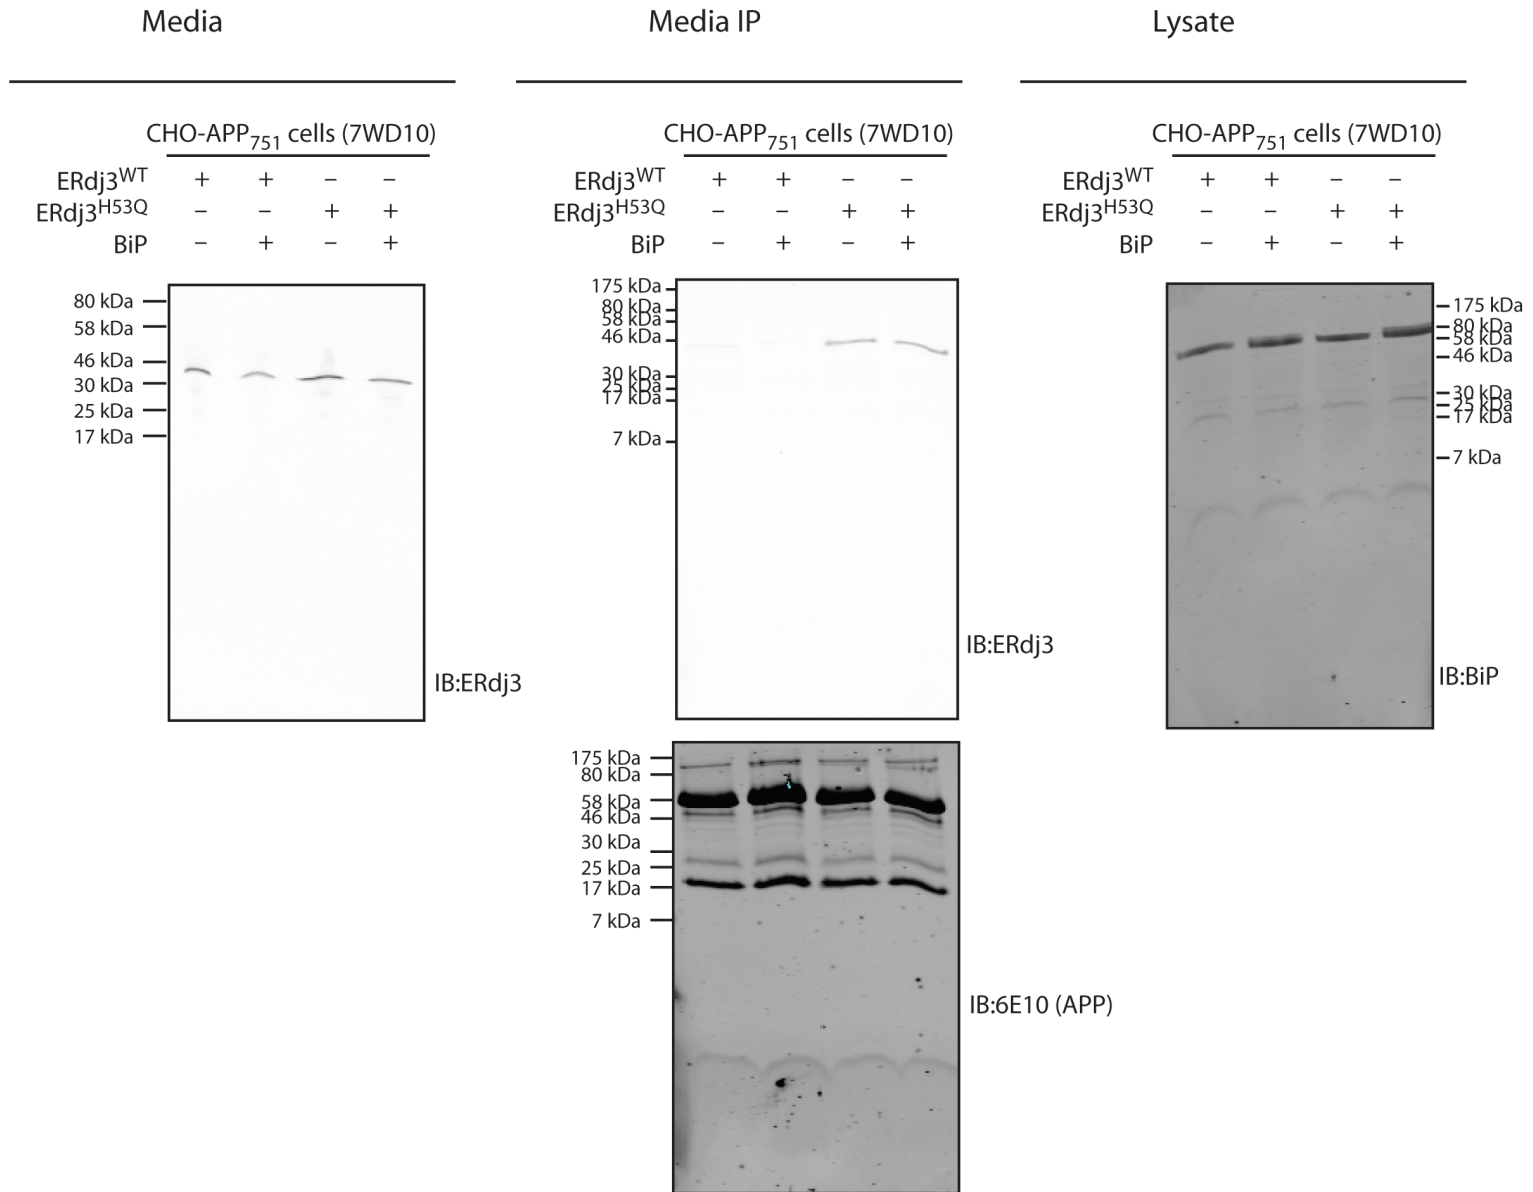 Media
CHO-APP751 cells (7WD10)
ERdj3WT + + – –
ERdj3H53Q – – + +
BiP – + – +
80 kDa
58 kDa
46 kDa
30 kDa
25 kDa
17 kDa
IB:ERdj3
Media IP
CHO-APP751 cells (7WD10)
ERdj3WT + + – –
ERdj3H53Q – – + +
BiP – + – +
175 kDa
80 kDa
58 kDa
46 kDa
30 kDa
25 kDa
17 kDa
7 kDa
IB:ERdj3
175 kDa
80 kDa
58 kDa
46 kDa
30 kDa
25 kDa
17 kDa
7 kDa
IB:6E10 (APP)
Lysate
CHO-APP751 cells (7WD10)
ERdj3WT + + – –
ERdj3H53Q – – + +
BiP – + – +
175 kDa
80 kDa
58 kDa
46 kDa
30 kDa
25 kDa
17 kDa
7 kDa
IB:BiP